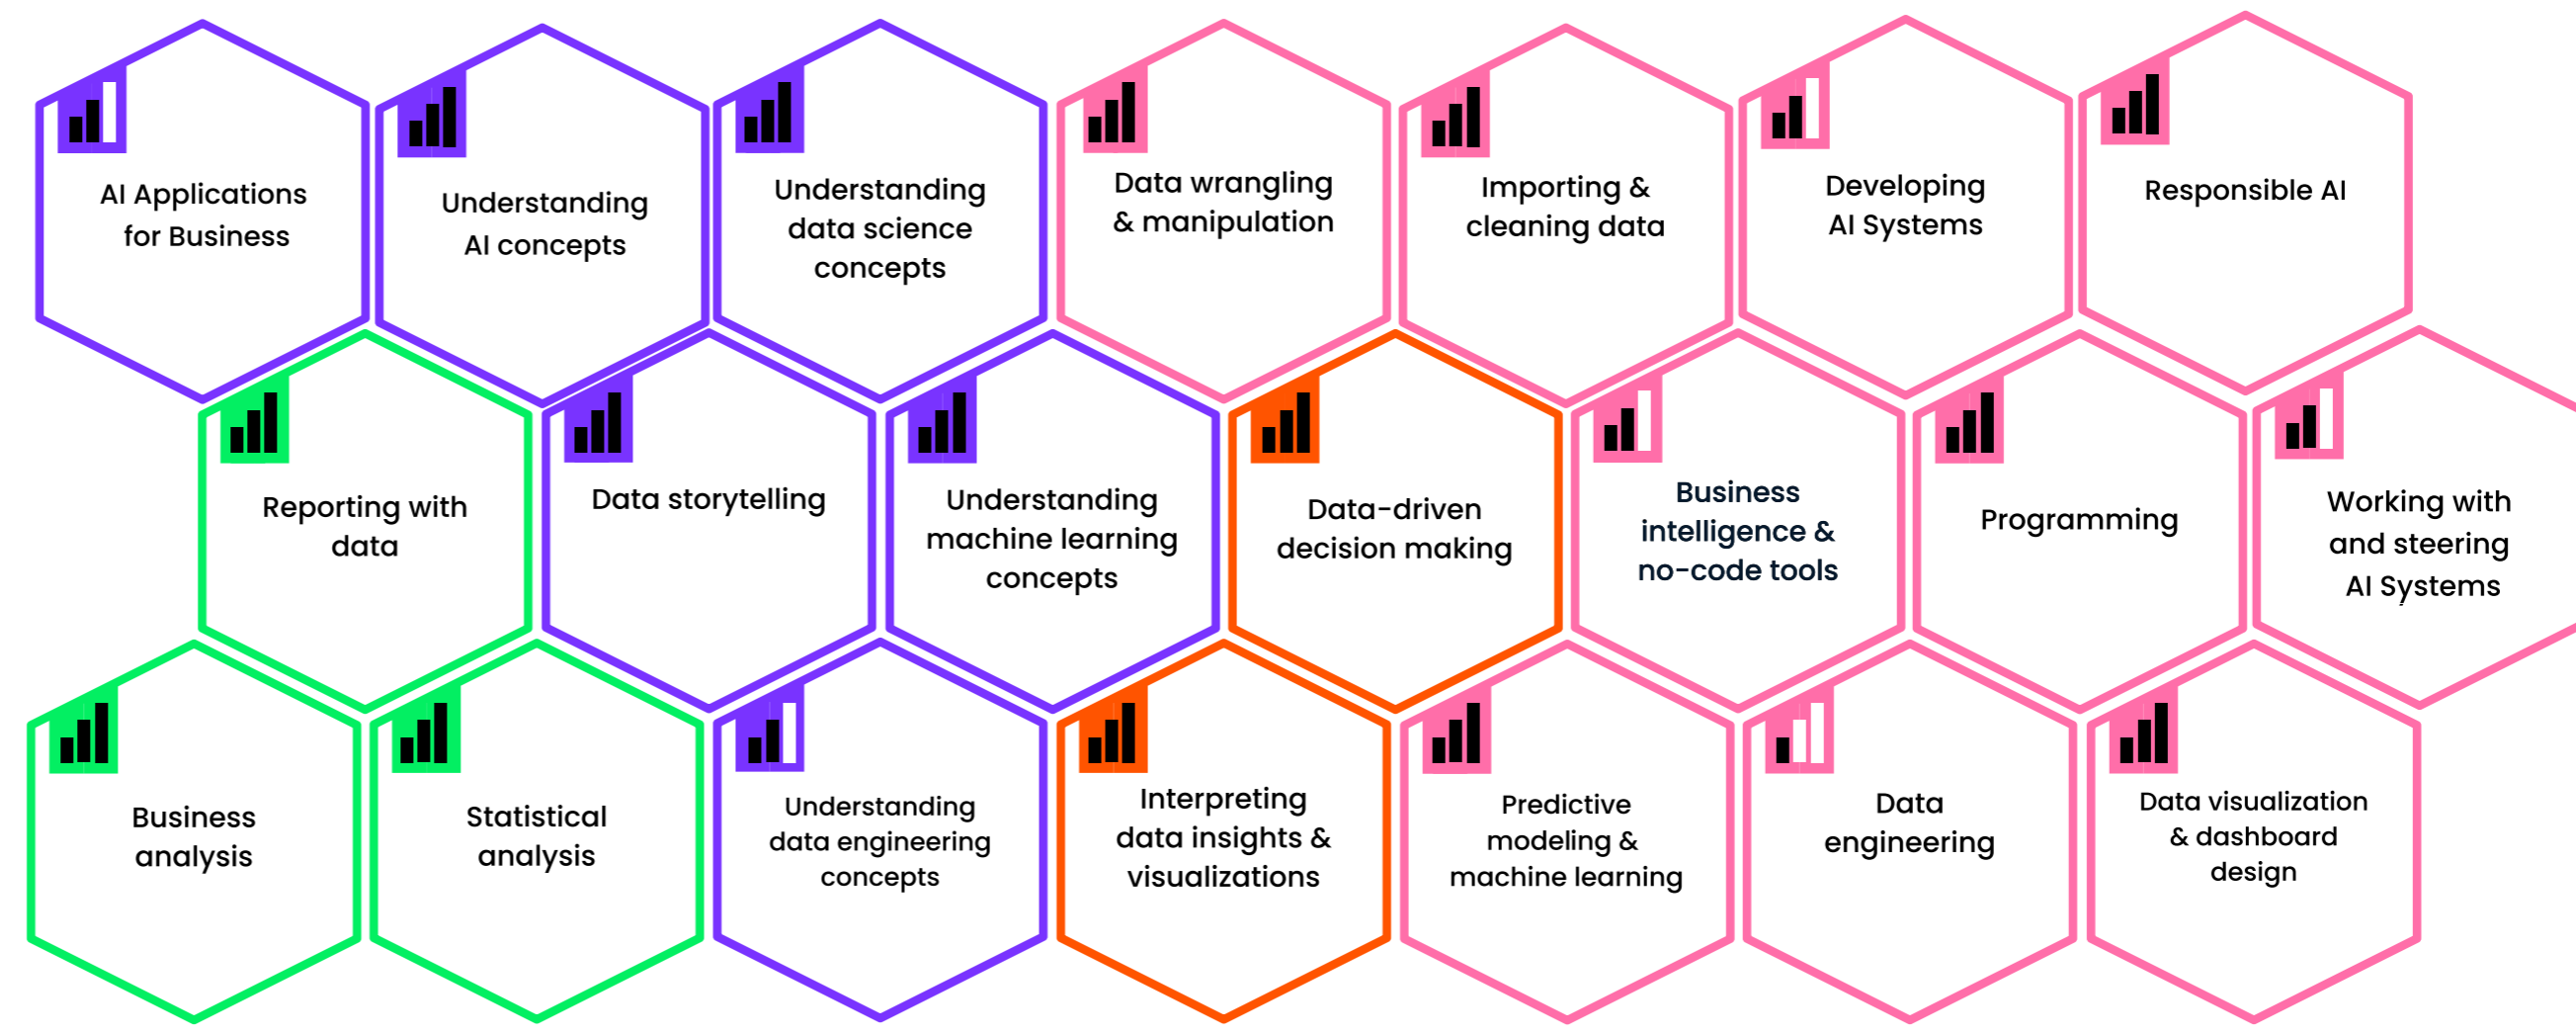 AI Applications
for Business
Understanding
AI concepts
Understanding
data science
concepts
Data wrangling
& manipulation
Importing &
cleaning data
Developing
AI Systems
Responsible AI
Reporting with
data
Data storytelling
Understanding
machine learning
concepts
Data-driven
decision making
Business
intelligence &
no-code tools
Programming
Working with
and steering
AI Systems
Business
analysis
Statistical
analysis
Understanding
data engineering
concepts
Interpreting
data insights &
visualizations
Predictive
modeling &
machine learning
Data
engineering
Data visualization
& dashboard
design